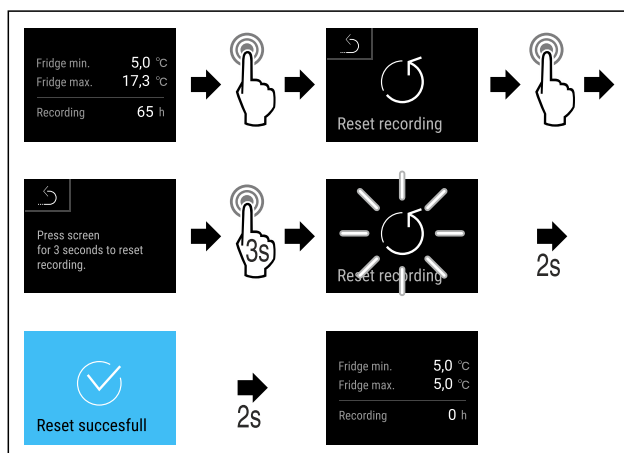 Fridge min. 5,0 °C
Fridge max. 17,3 °C
Recording 65 h
Reset recording
Press screen
for 3 seconds to reset
recording.
3s
Reset recording
2s
Reset succesfull
2s
Fridge min. 5,0 °C
Fridge max. 5,0 °C
Recording 0 h